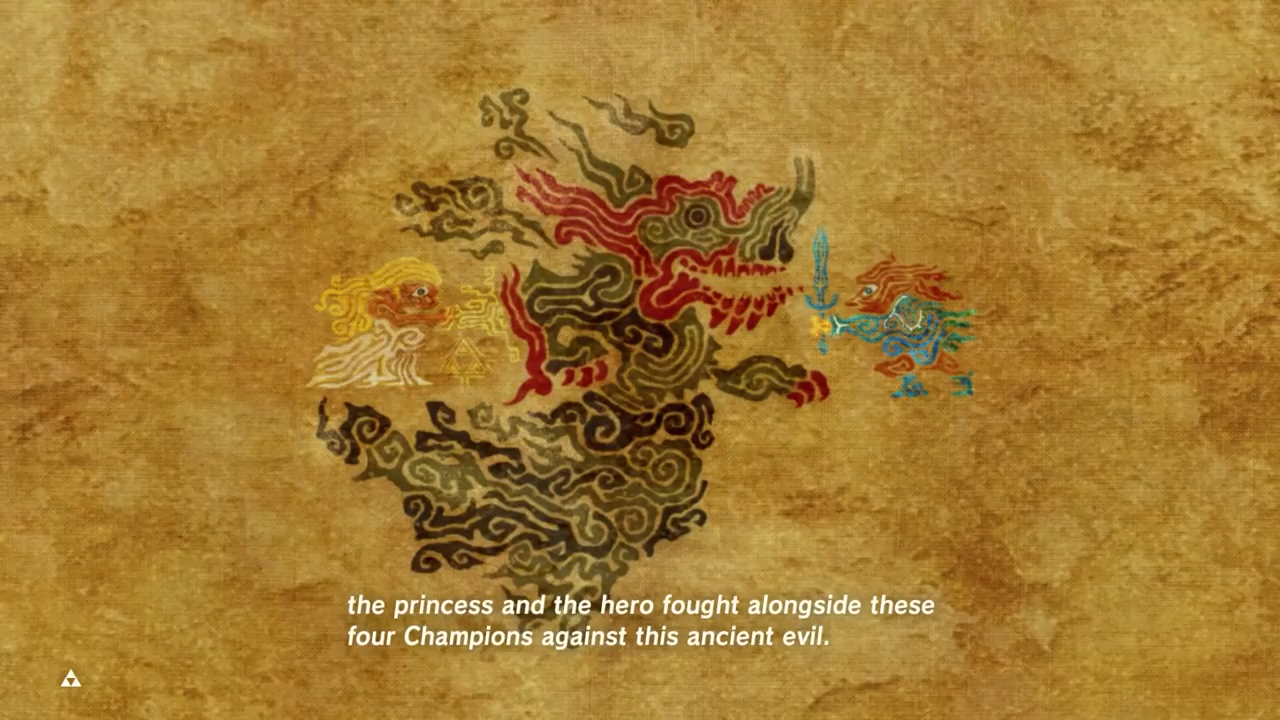 the princess and the hero fought alongside these
four Champions against this ancient evil.